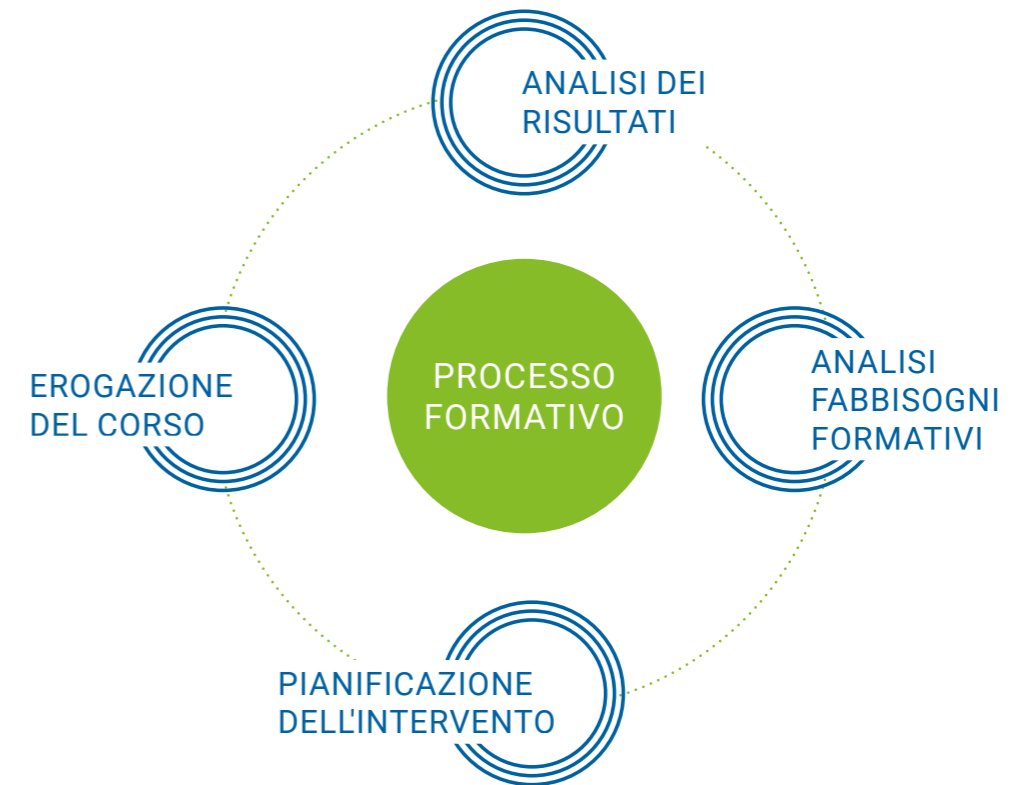 ANALISI DEI
RISULTATI
PROCESSO
FORMATIVO
ANALISI
FABBISOGNI
FORMATIVI
EROGAZIONE
DEL CORSO
PIANIFICAZIONE
DELL'INTERVENTO